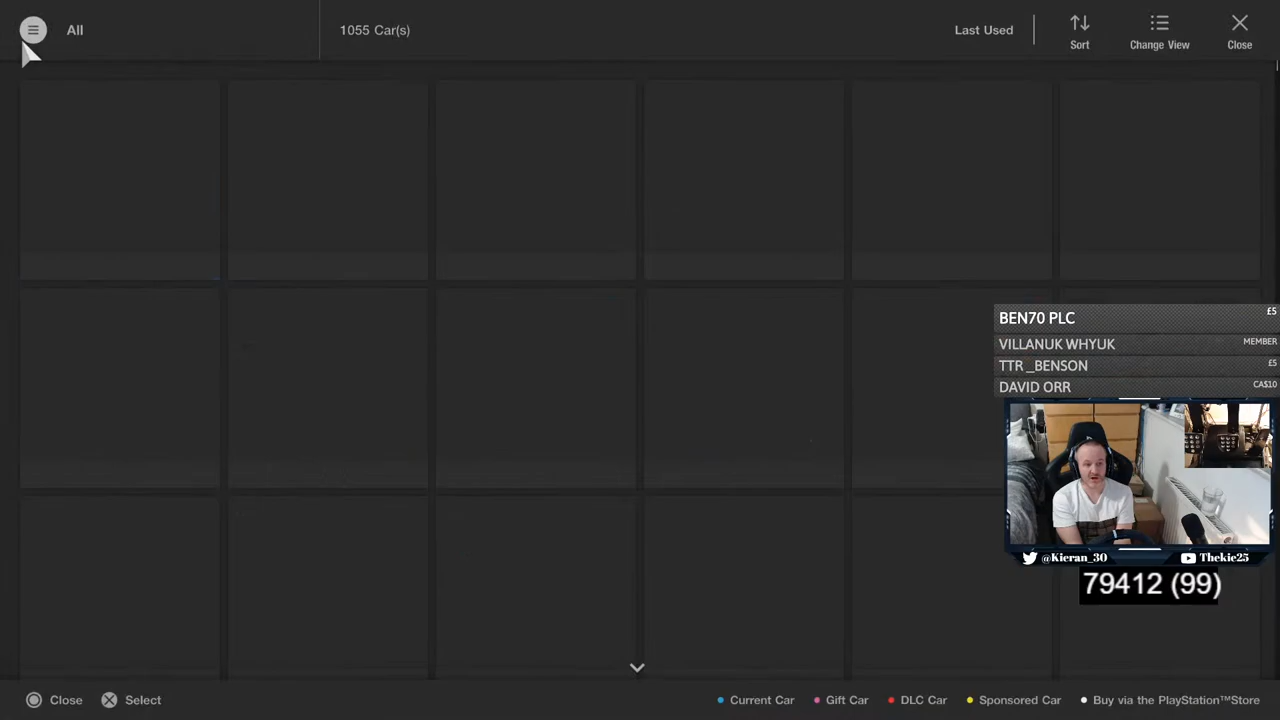 All
1055 Car(s)
Last Used
Sort
Change View
Close
BEN70 PLC £5
VILLANUK WHYUK MEMBER
TTR _BENSON £5
DAVID ORR CA$10
@Kieran_30 Thekie25
79412 (99)
Close Select
Current Car Gift Car DLC Car Sponsored Car Buy via the PlayStation™Store